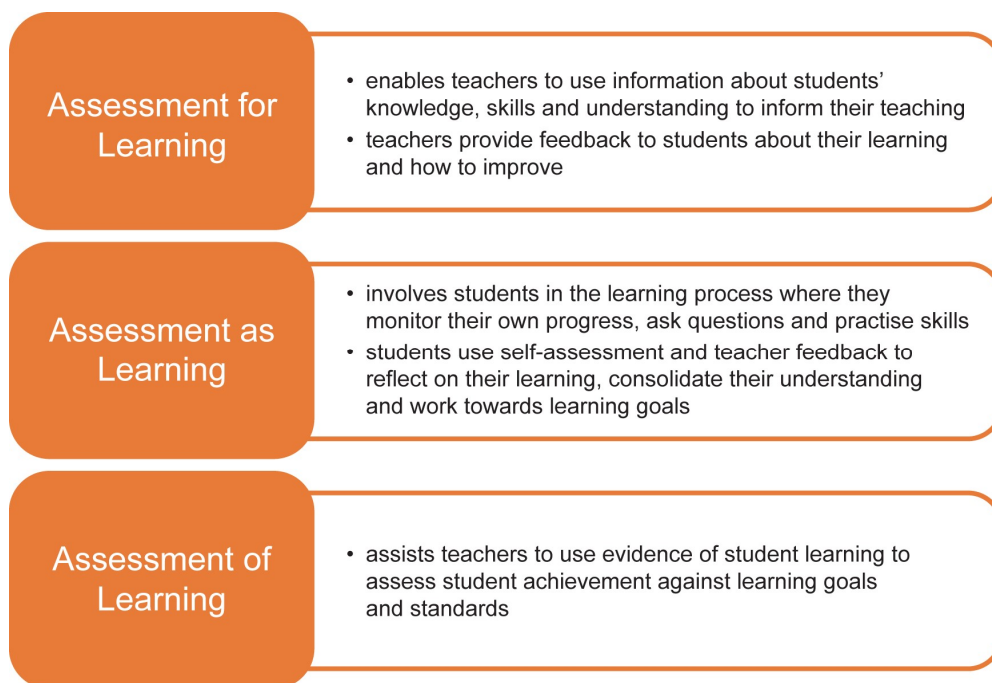 Assessment for
Learning
• enables teachers to use information about students’
knowledge, skills and understanding to inform their teaching
• teachers provide feedback to students about their learning
and how to improve
Assessment as
Learning
• involves students in the learning process where they
monitor their own progress, ask questions and practise skills
• students use self-assessment and teacher feedback to
reflect on their learning, consolidate their understanding
and work towards learning goals
Assessment of
Learning
• assists teachers to use evidence of student learning to
assess student achievement against learning goals
and standards